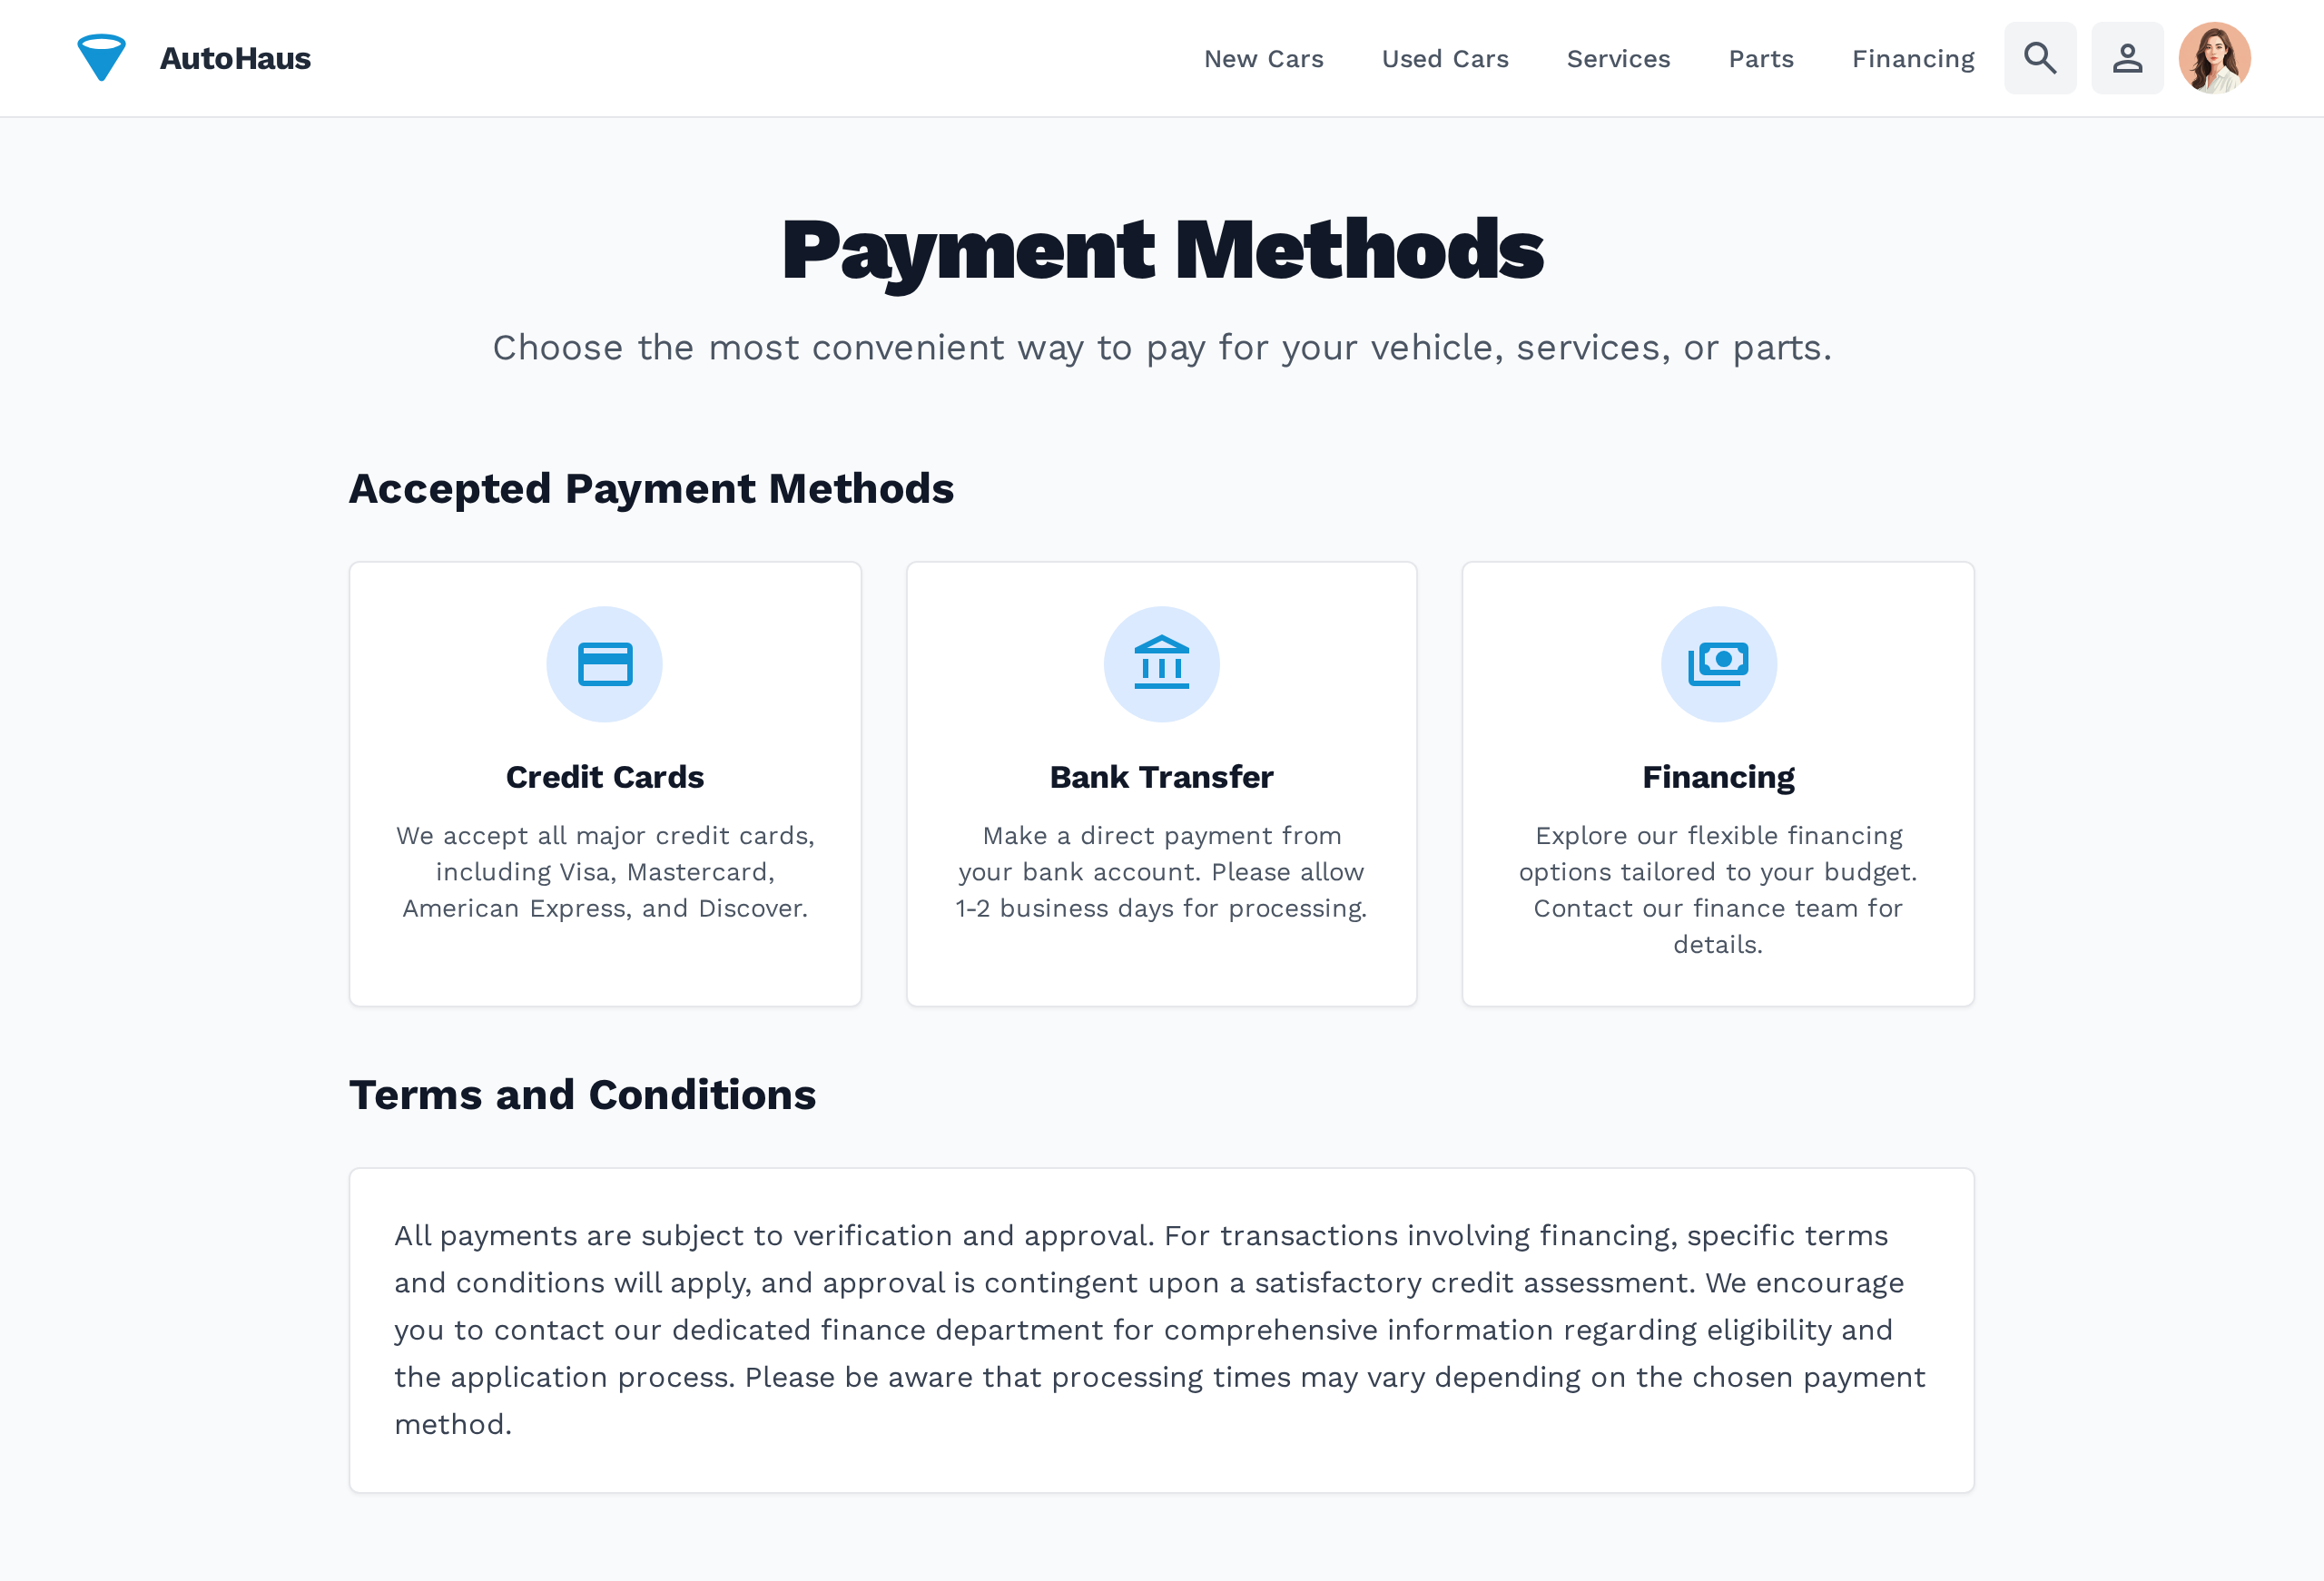 AutoHaus
New Cars
Used Cars
Services
Parts
Financing
Payment Methods
Choose the most convenient way to pay for your vehicle, services, or parts.
Accepted Payment Methods
Credit Cards
We accept all major credit cards,
including Visa, Mastercard,
American Express, and Discover.
Bank Transfer
Make a direct payment from
your bank account. Please allow
1-2 business days for processing.
Financing
Explore our flexible financing
options tailored to your budget.
Contact our finance team for
details.
Terms and Conditions
All payments are subject to verification and approval. For transactions involving financing, specific terms
and conditions will apply, and approval is contingent upon a satisfactory credit assessment. We encourage
you to contact our dedicated finance department for comprehensive information regarding eligibility and
the application process. Please be aware that processing times may vary depending on the chosen payment
method.